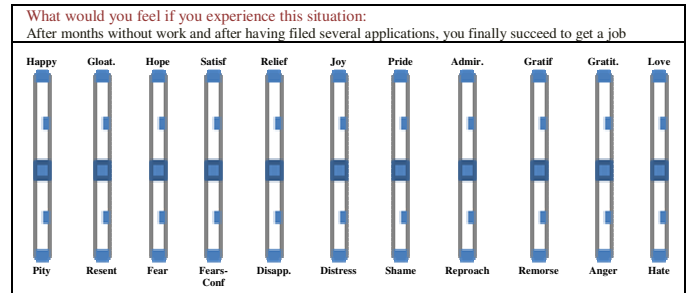 What would you feel if you experience this situation:
After months without work and after having filed several applications, you finally succeed to get a job
Happy Gloat. Hope Satisf Relief Joy Pride Admir. Gratif Gratit. Love
Pity Resent Fear Fears- Disapp. Distress Shame Reproach Remorse Anger Hate
Conf